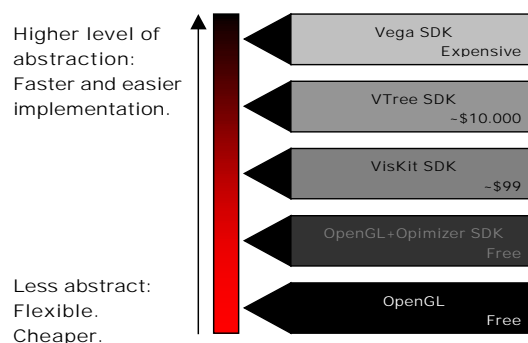 Higher level of
abstraction:
Faster and easier
implementation.
Less abstract:
Flexible.
Cheaper.
Vega SDK
Expensive
VTree SDK
~$10.000
VisKit SDK
~$99
OpenGL+Opimizer SDK
Free
OpenGL
Free